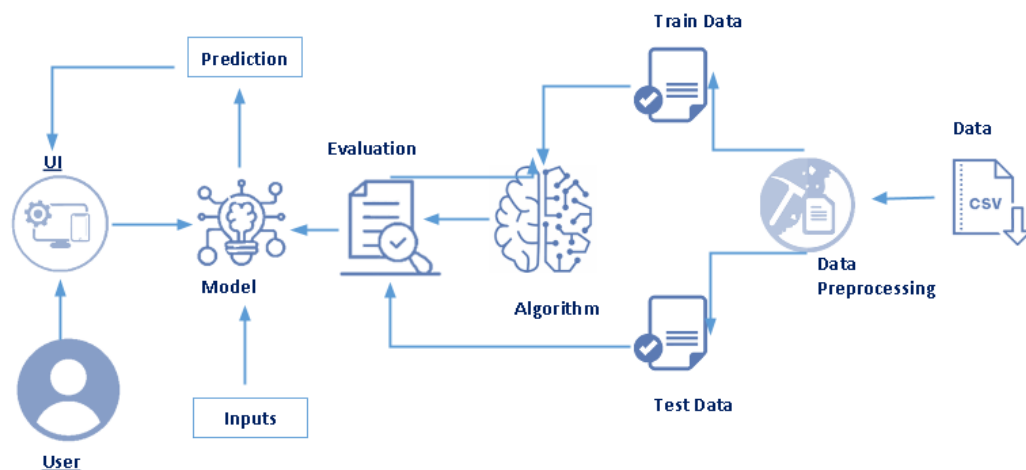 Train Data
Prediction
Data
Evaluation
UI
CSV
Model
Data
Preprocessing
Algorithm
Test Data
Inputs
User